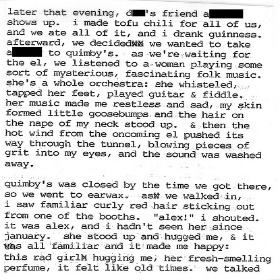 later that evening, d███'s friend a██████
shows up. i made tofu chili for all of us,
and we ate all of it, and i drank guinness.
afterward, we decided we wanted to take
a██████ to quimby's. as we're waiting for
the el, we listened to a woman playing some
sort of mysterious, fascinating folk music.
she's a whole orchestra: she whistled,
tapped her feet, played guitar & fiddle.
her music made me restless and sad, my skin
formed little goosebumps and the hair on
the nape of my neck stood up. & then the
hot wind from the oncoming el pushed its
way through the tunnel, blowing pieces of
grit into my eyes, and the sound was washed
away.
quimby's was closed by the time we got there,
so we went to earwax. as we walked in,
i saw familiar curly red hair sticking out
from one of the booths. "alex!" i shouted.
it was alex, and i hadn't seen her since
january. she stood up and hugged me, & it
was all familiar and it made me happy:
this rad girl hugging me, her fresh-smelling
perfume, it felt like old times. we talked